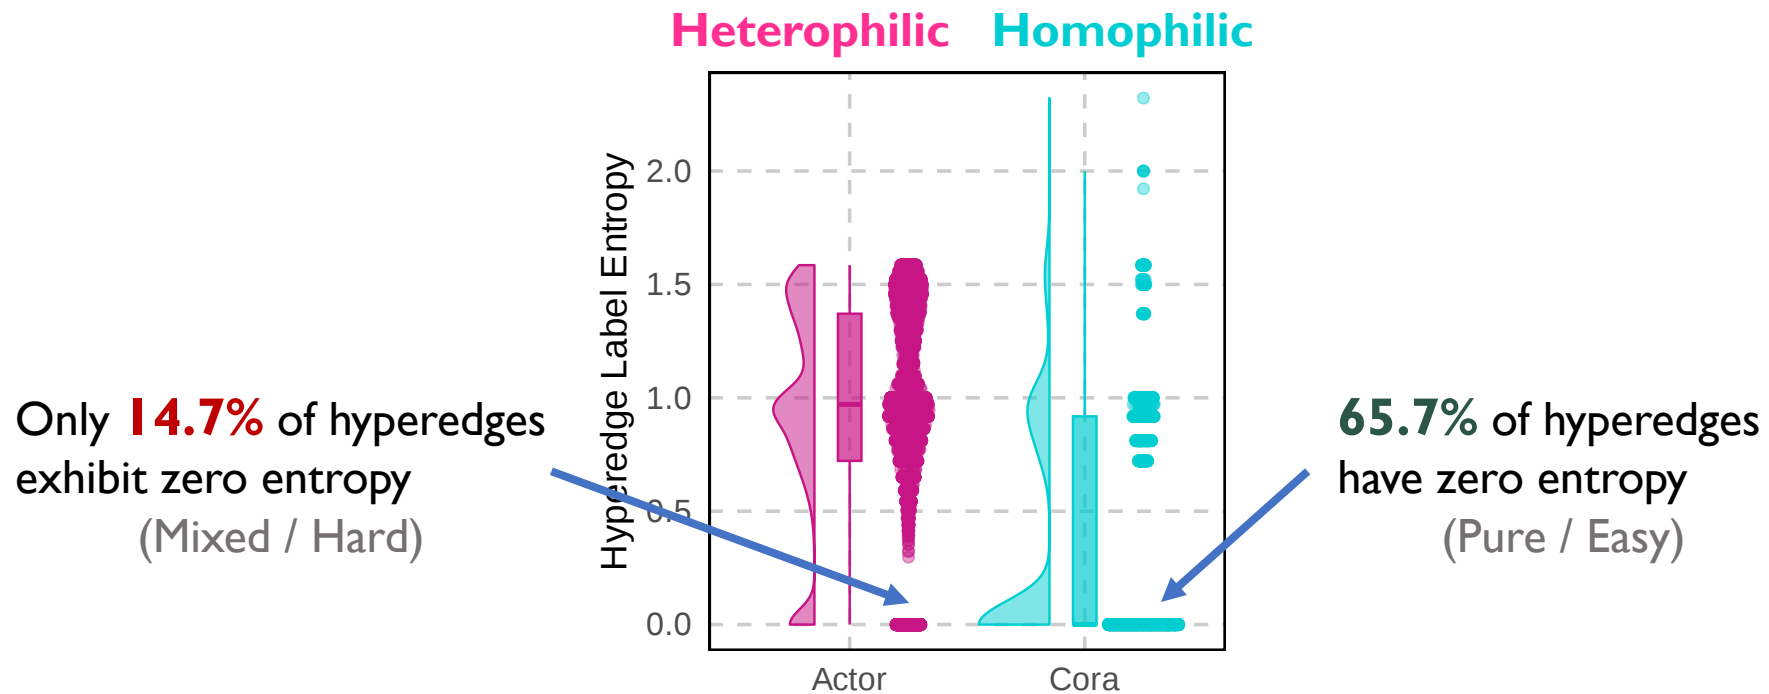 Heterophilic Homophilic
Hyperedge Label Entropy
2.0
1.5
1.0
0.5
0.0
Actor Cora
Only 14.7% of hyperedges
exhibit zero entropy
(Mixed / Hard)
65.7% of hyperedges
have zero entropy
(Pure / Easy)